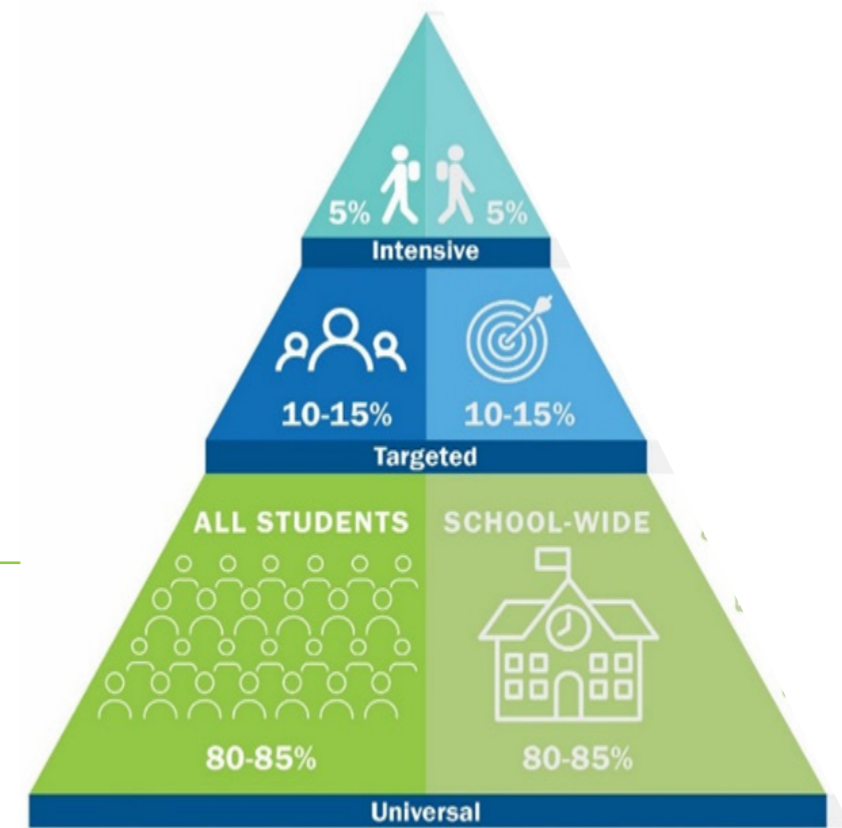 5% 5%
Intensive
10-15% 10-15%
Targeted
ALL STUDENTS SCHOOL-WIDE
80-85% 80-85%
Universal